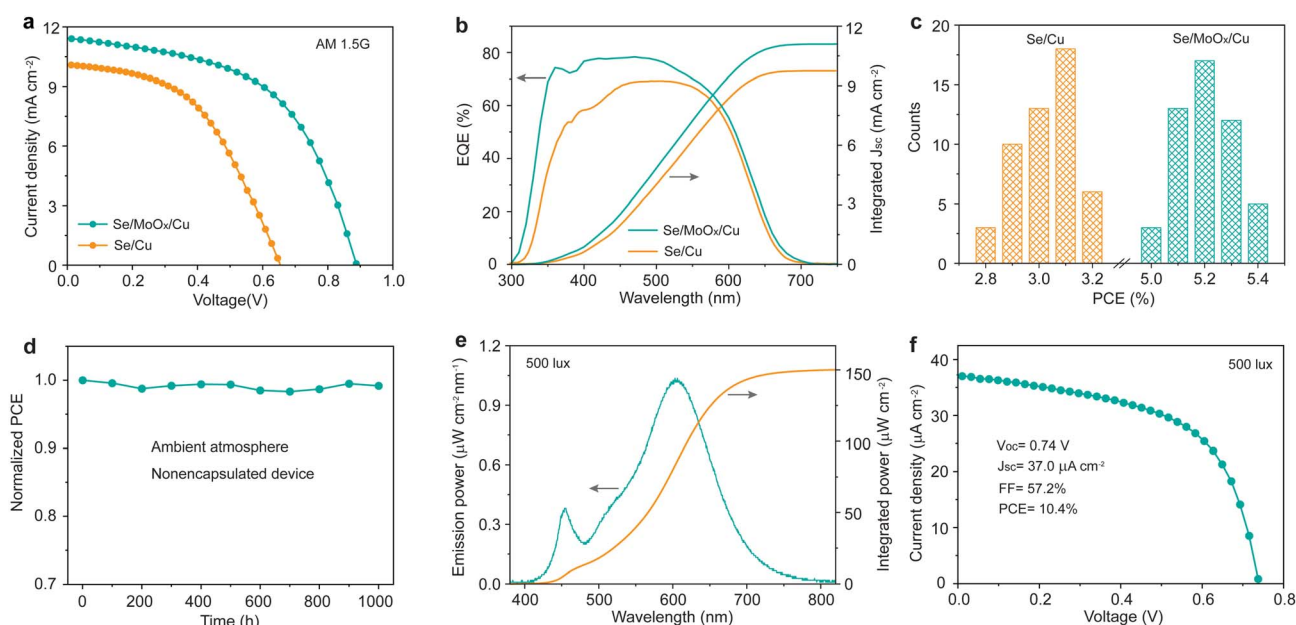 a
12
9
6
3
0
Current density (mA cm⁻²)
AM 1.5G
Se/MoOₓ/Cu
Se/Cu
0.0 0.2 0.4 0.6 0.8 1.0
Voltage(V)
b
80
60
40
20
0
EQE (%)
12
9
6
3
0
Integrated Jsc (mA cm⁻²)
Se/MoOₓ/Cu
Se/Cu
300 400 500 600 700
Wavelength (nm)
c
20
15
10
5
0
Counts
Se/Cu
Se/MoOₓ/Cu
2.8 3.0 3.2 5.0 5.2 5.4
PCE (%)
d
1.0
0.9
0.8
0.7
Normalized PCE
Ambient atmosphere
Nonencapsulated device
0 200 400 600 800 1000
Time (h)
e
1.2
0.9
0.6
0.3
0.0
Emission power (μW cm⁻² nm⁻¹)
500 lux
150
100
50
0
Integrated power (μW cm⁻²)
400 500 600 700 800
Wavelength (nm)
f
40
30
20
10
0
Current density (μA cm⁻²)
500 lux
Voc= 0.74 V
Jsc= 37.0 μA cm⁻²
FF= 57.2%
PCE= 10.4%
0.0 0.2 0.4 0.6 0.8
Voltage (V)